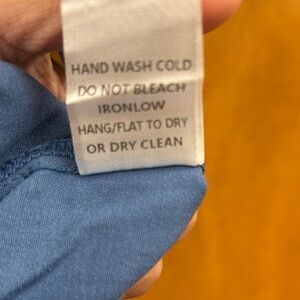 HAND WASH COLD
DO NOT BLEACH
IRONLOW
HANG/FLAT TO DRY
OR DRY CLEAN